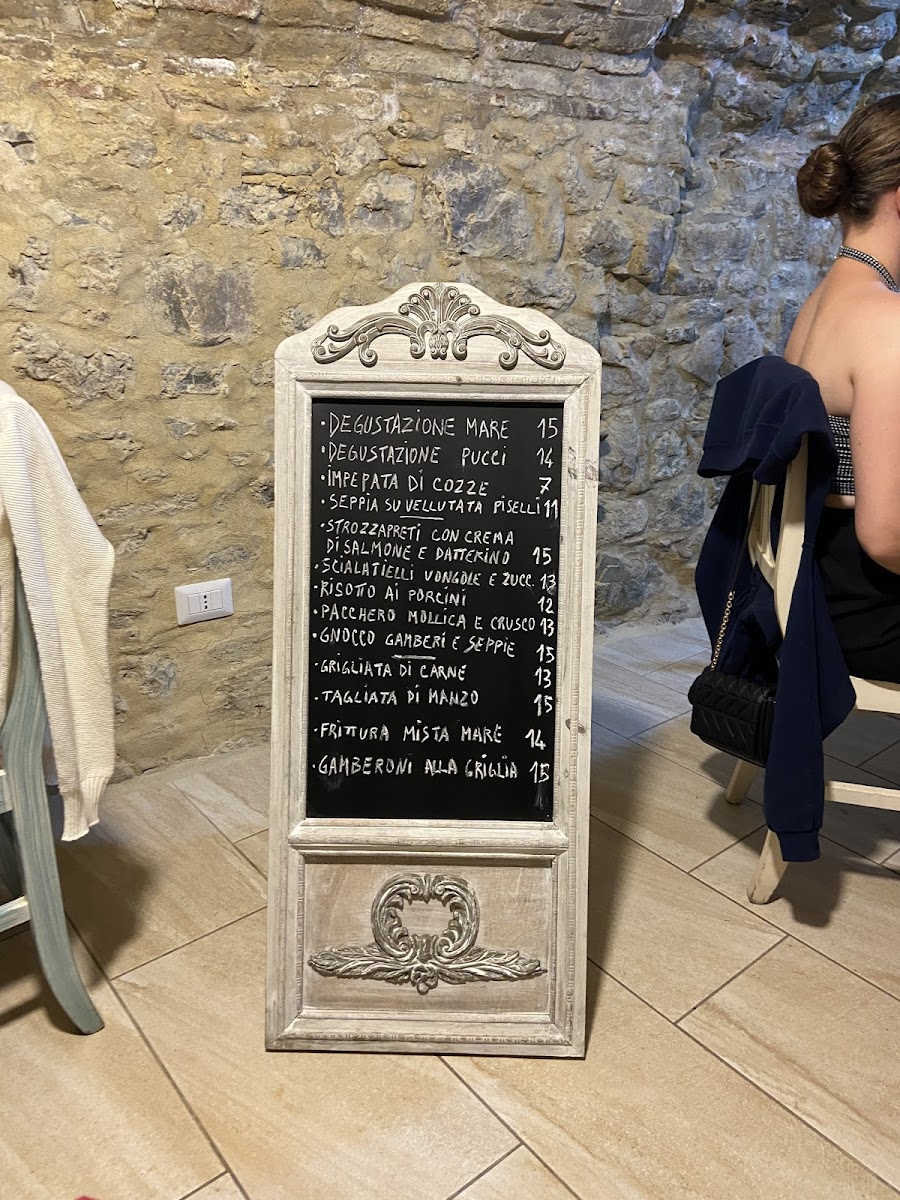 · DEGUSTAZIONE MARE 15
· DEGUSTAZIONE PUCCI 14
· IMPEPATA DI COZZE 7
· SEPPIA SU VELLUTATA PISELLI 11
· STROZZAPRETI CON CREMA
DI SALMONE E DATTERINO 15
· SCIALATIELLI VONGOLE E ZUCC. 13
· RISOTTO AI PORCINI 12
· PACCHERO MOLLICA E CRUSCO 13
· GNOCCO GAMBERI E SEPPIE 15
· GRIGLIATA DI CARNE 13
· TAGLIATA DI MANZO 15
· FRITTURA MISTA MARE 14
· GAMBERONI ALLA GRIGLIA 15